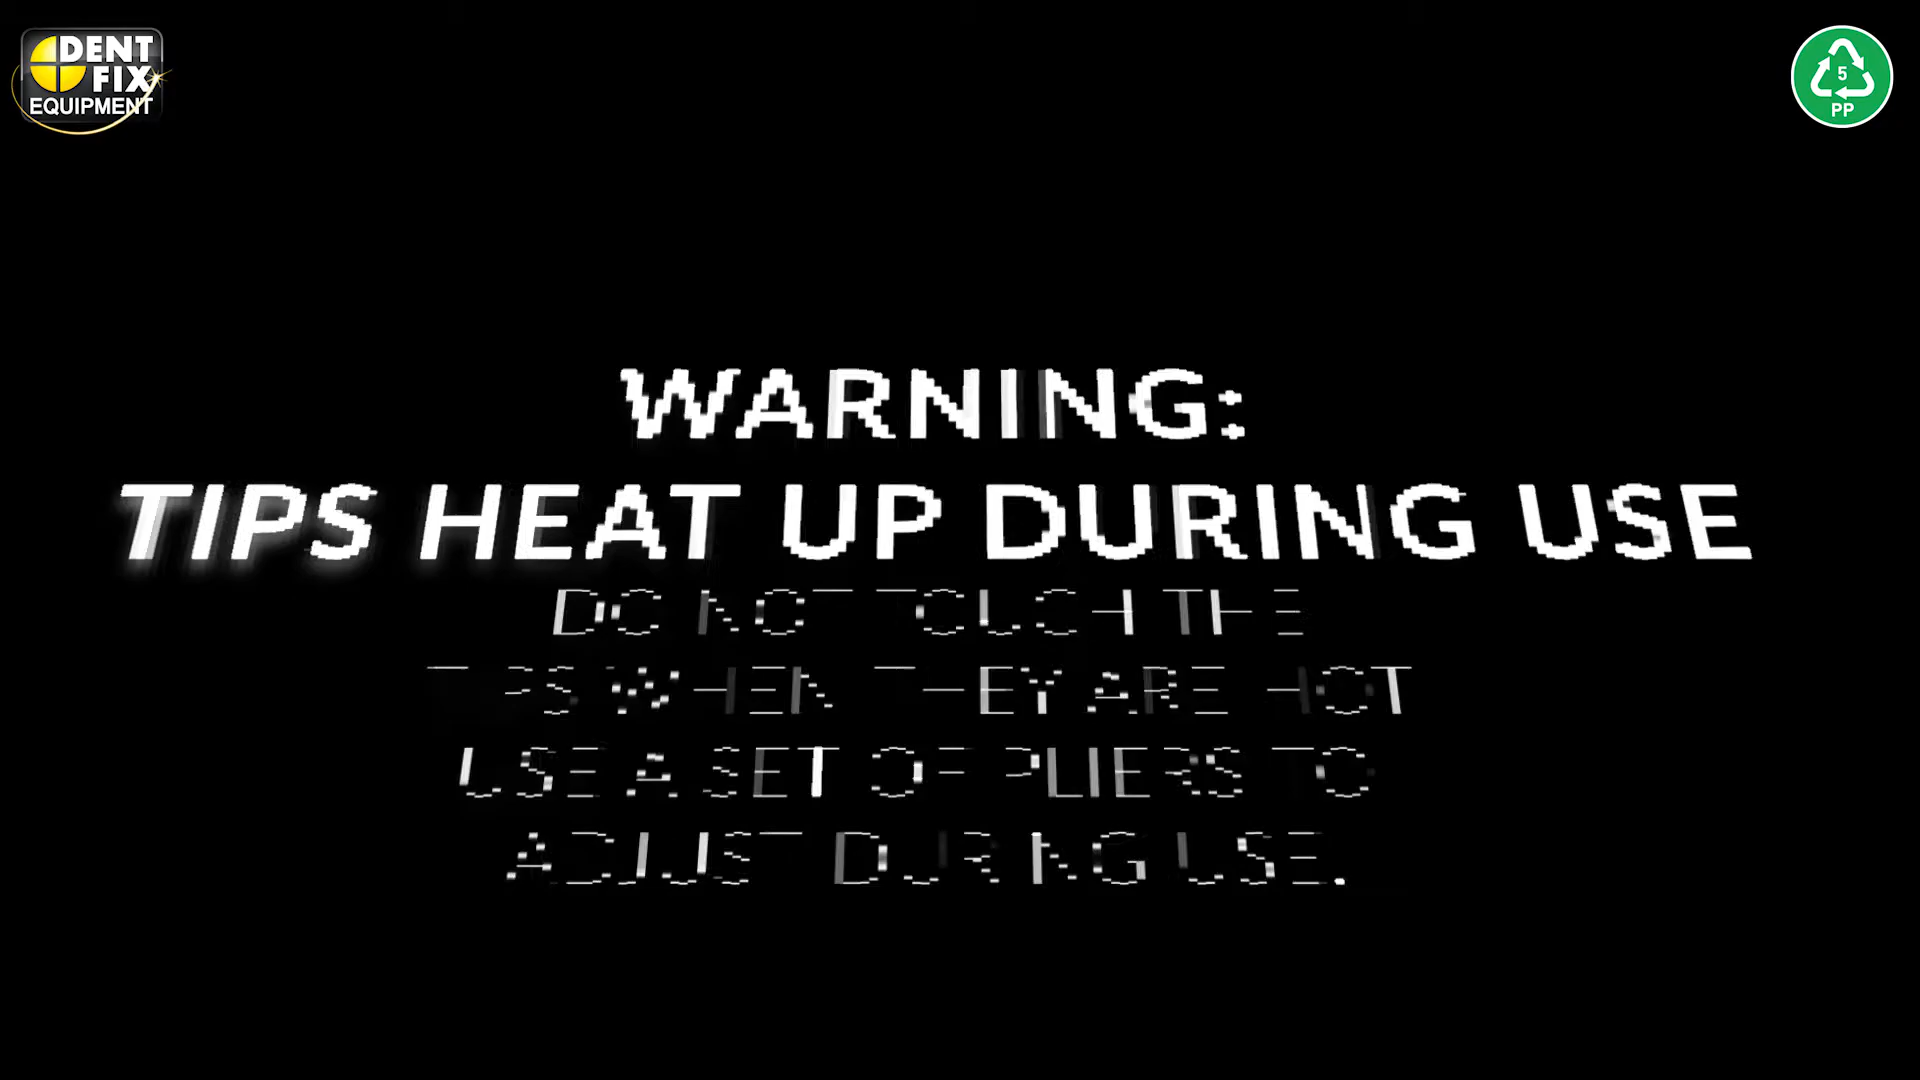 DENT
FIX
EQUIPMENT
5
PP
WARNING:
TIPS HEAT UP DURING USE
DO NOT TOUCH THE
TIPS WHEN THEY ARE HOT
USE A SET OF PLIERS TO
ADJUST DURING USE.